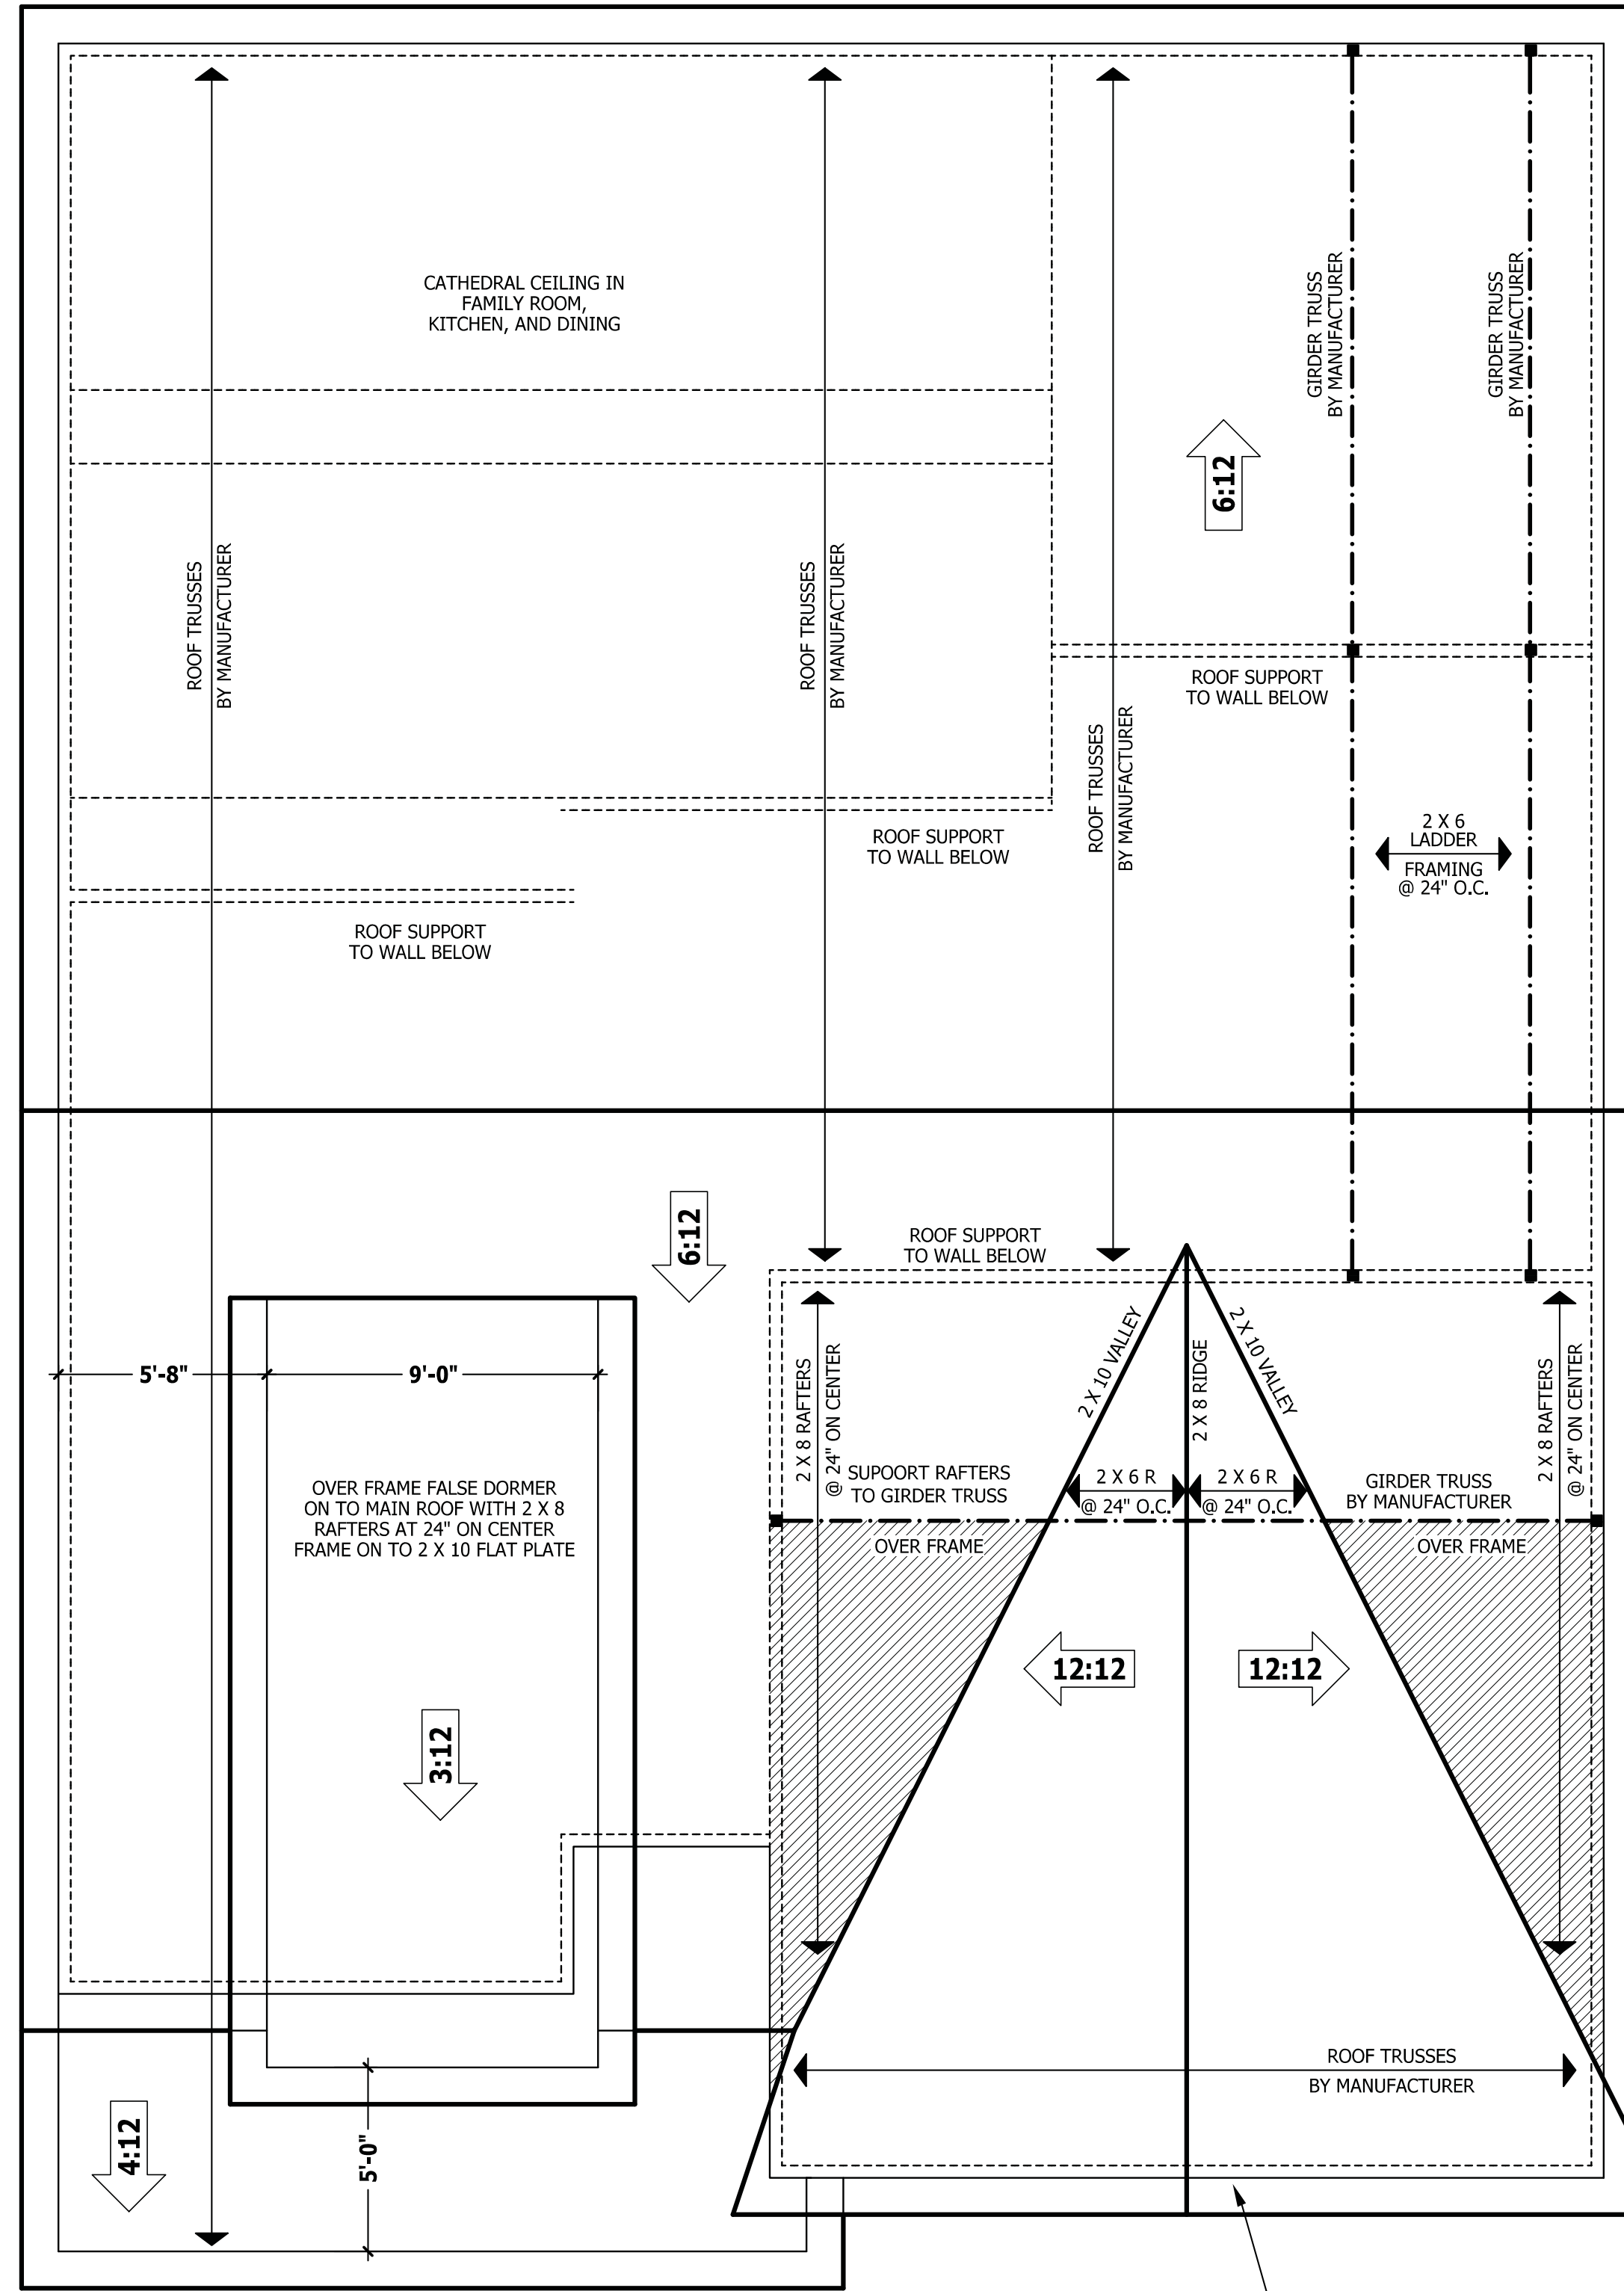 CATHEDRAL CEILING IN
FAMILY ROOM,
KITCHEN, AND DINING
GIRDER TRUSS
BY MANUFACTURER
GIRDER TRUSS
BY MANUFACTURER
6:12
ROOF TRUSSES
BY MANUFACTURER
ROOF TRUSSES
BY MANUFACTURER
ROOF SUPPORT
TO WALL BELOW
ROOF TRUSSES
BY MANUFACTURER
ROOF SUPPORT
TO WALL BELOW
2 X 6
LADDER
FRAMING
@ 24" O.C.
ROOF SUPPORT
TO WALL BELOW
6:12
ROOF SUPPORT
TO WALL BELOW
5'-8"
9'-0"
2 X 8 RAFTERS
@ 24" ON CENTER
2 X 10 VALLEY
2 X 8 RIDGE
2 X 10 VALLEY
2 X 8 RAFTERS
@ 24" ON CENTER
SUPOORT RAFTERS
TO GIRDER TRUSS
2 X 6 R
@ 24" O.C.
2 X 6 R
@ 24" O.C.
GIRDER TRUSS
BY MANUFACTURER
OVER FRAME FALSE DORMER
ON TO MAIN ROOF WITH 2 X 8
RAFTERS AT 24" ON CENTER
FRAME ON TO 2 X 10 FLAT PLATE
OVER FRAME
OVER FRAME
12:12
12:12
3:12
ROOF TRUSSES
BY MANUFACTURER
4:12
5'-0"